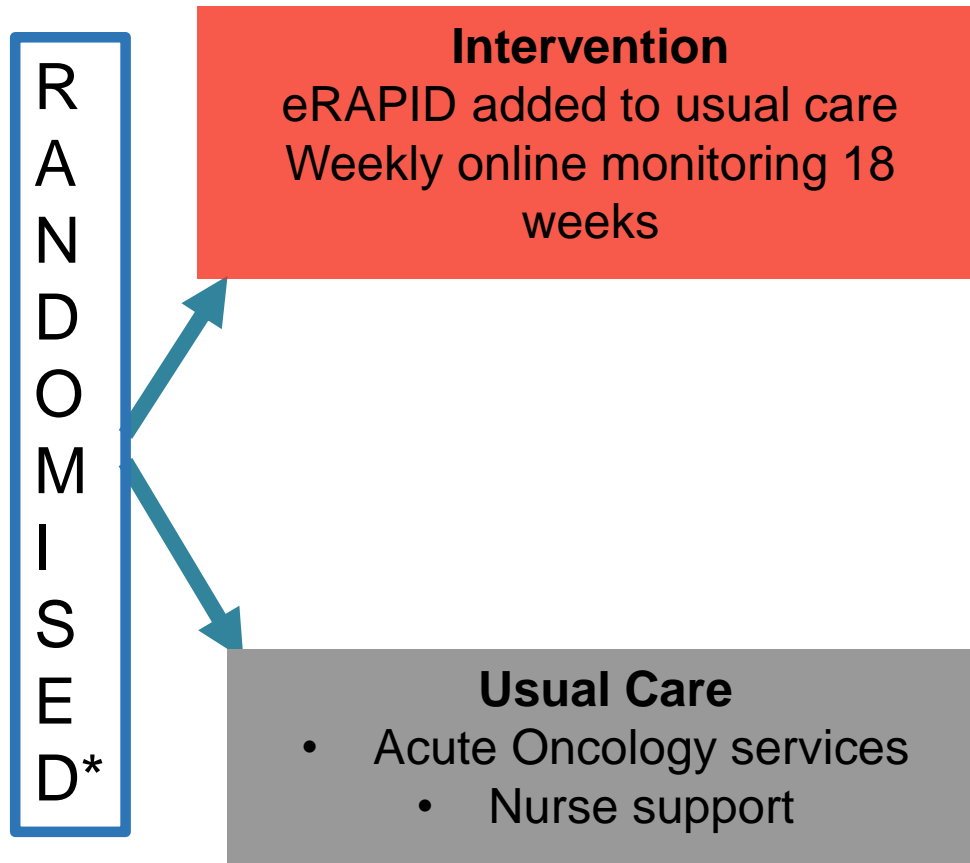 R
A
N
D
O
M
I
S
E
D*
Intervention
eRAPID added to usual care
Weekly online monitoring 18
weeks
Usual Care
• Acute Oncology services
• Nurse support